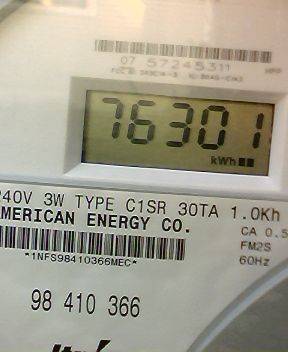 07 57245311
76301
kWh
240V 3W TYPE C1SR 30TA 1.0Kh
AMERICAN ENERGY CO.
CA 0.5
FM2S
60Hz
*1NFS98410366MEC*
98 410 366